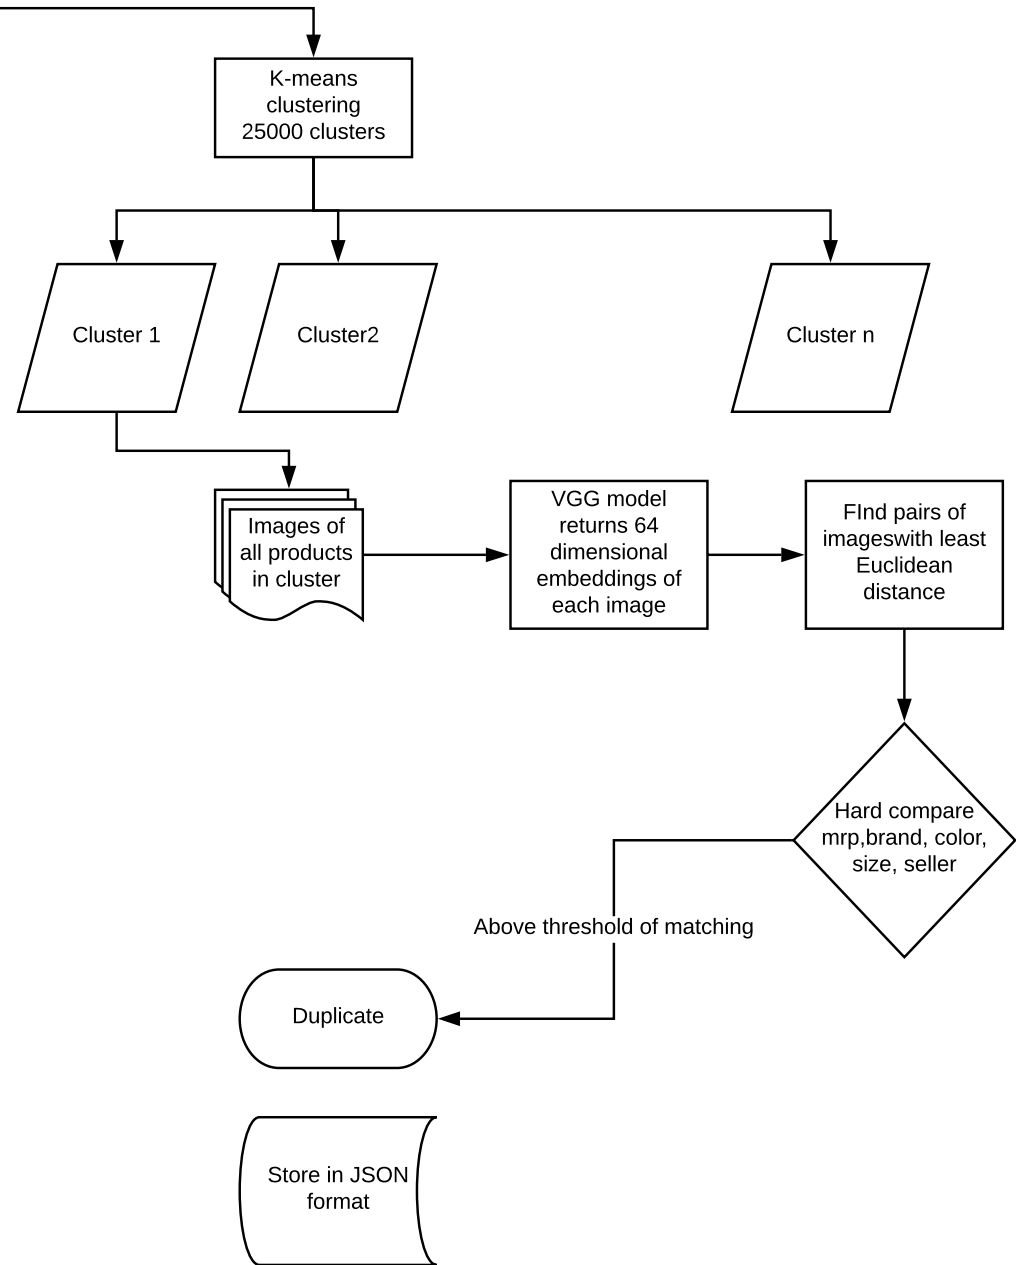 K-means
clustering
25000 clusters
Cluster 1
Cluster2
Cluster n
Images of
all products
in cluster
VGG model
returns 64
dimensional
embeddings of
each image
FInd pairs of
imageswith least
Euclidean
distance
Hard compare
mrp,brand, color,
size, seller
Above threshold of matching
Duplicate
Store in JSON
format